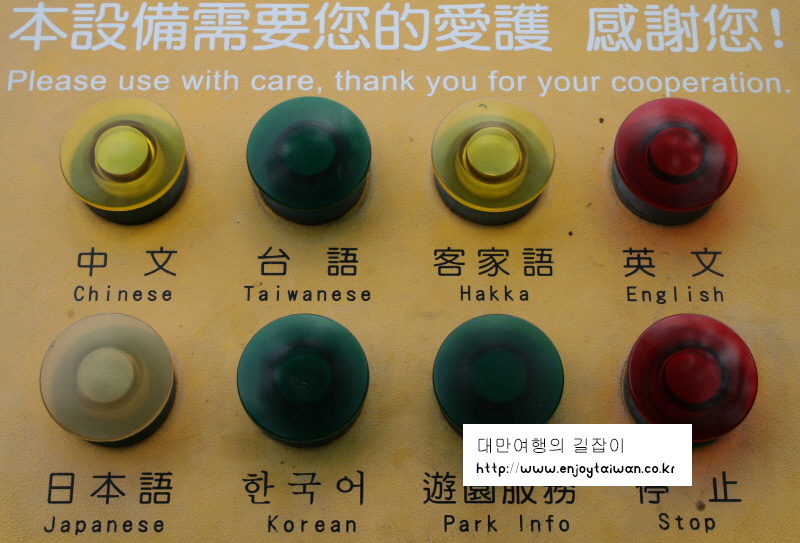 本設備需要您的愛護 感謝您!
Please use with care, thank you for your cooperation.
中文 台語 客家語 英文
Chinese Taiwanese Hakka English
대만여행의 길잡이
http://www.enjoytaiwan.co.kr
日本語 한국어 遊園服務 停止
Japanese Korean Park Info Stop